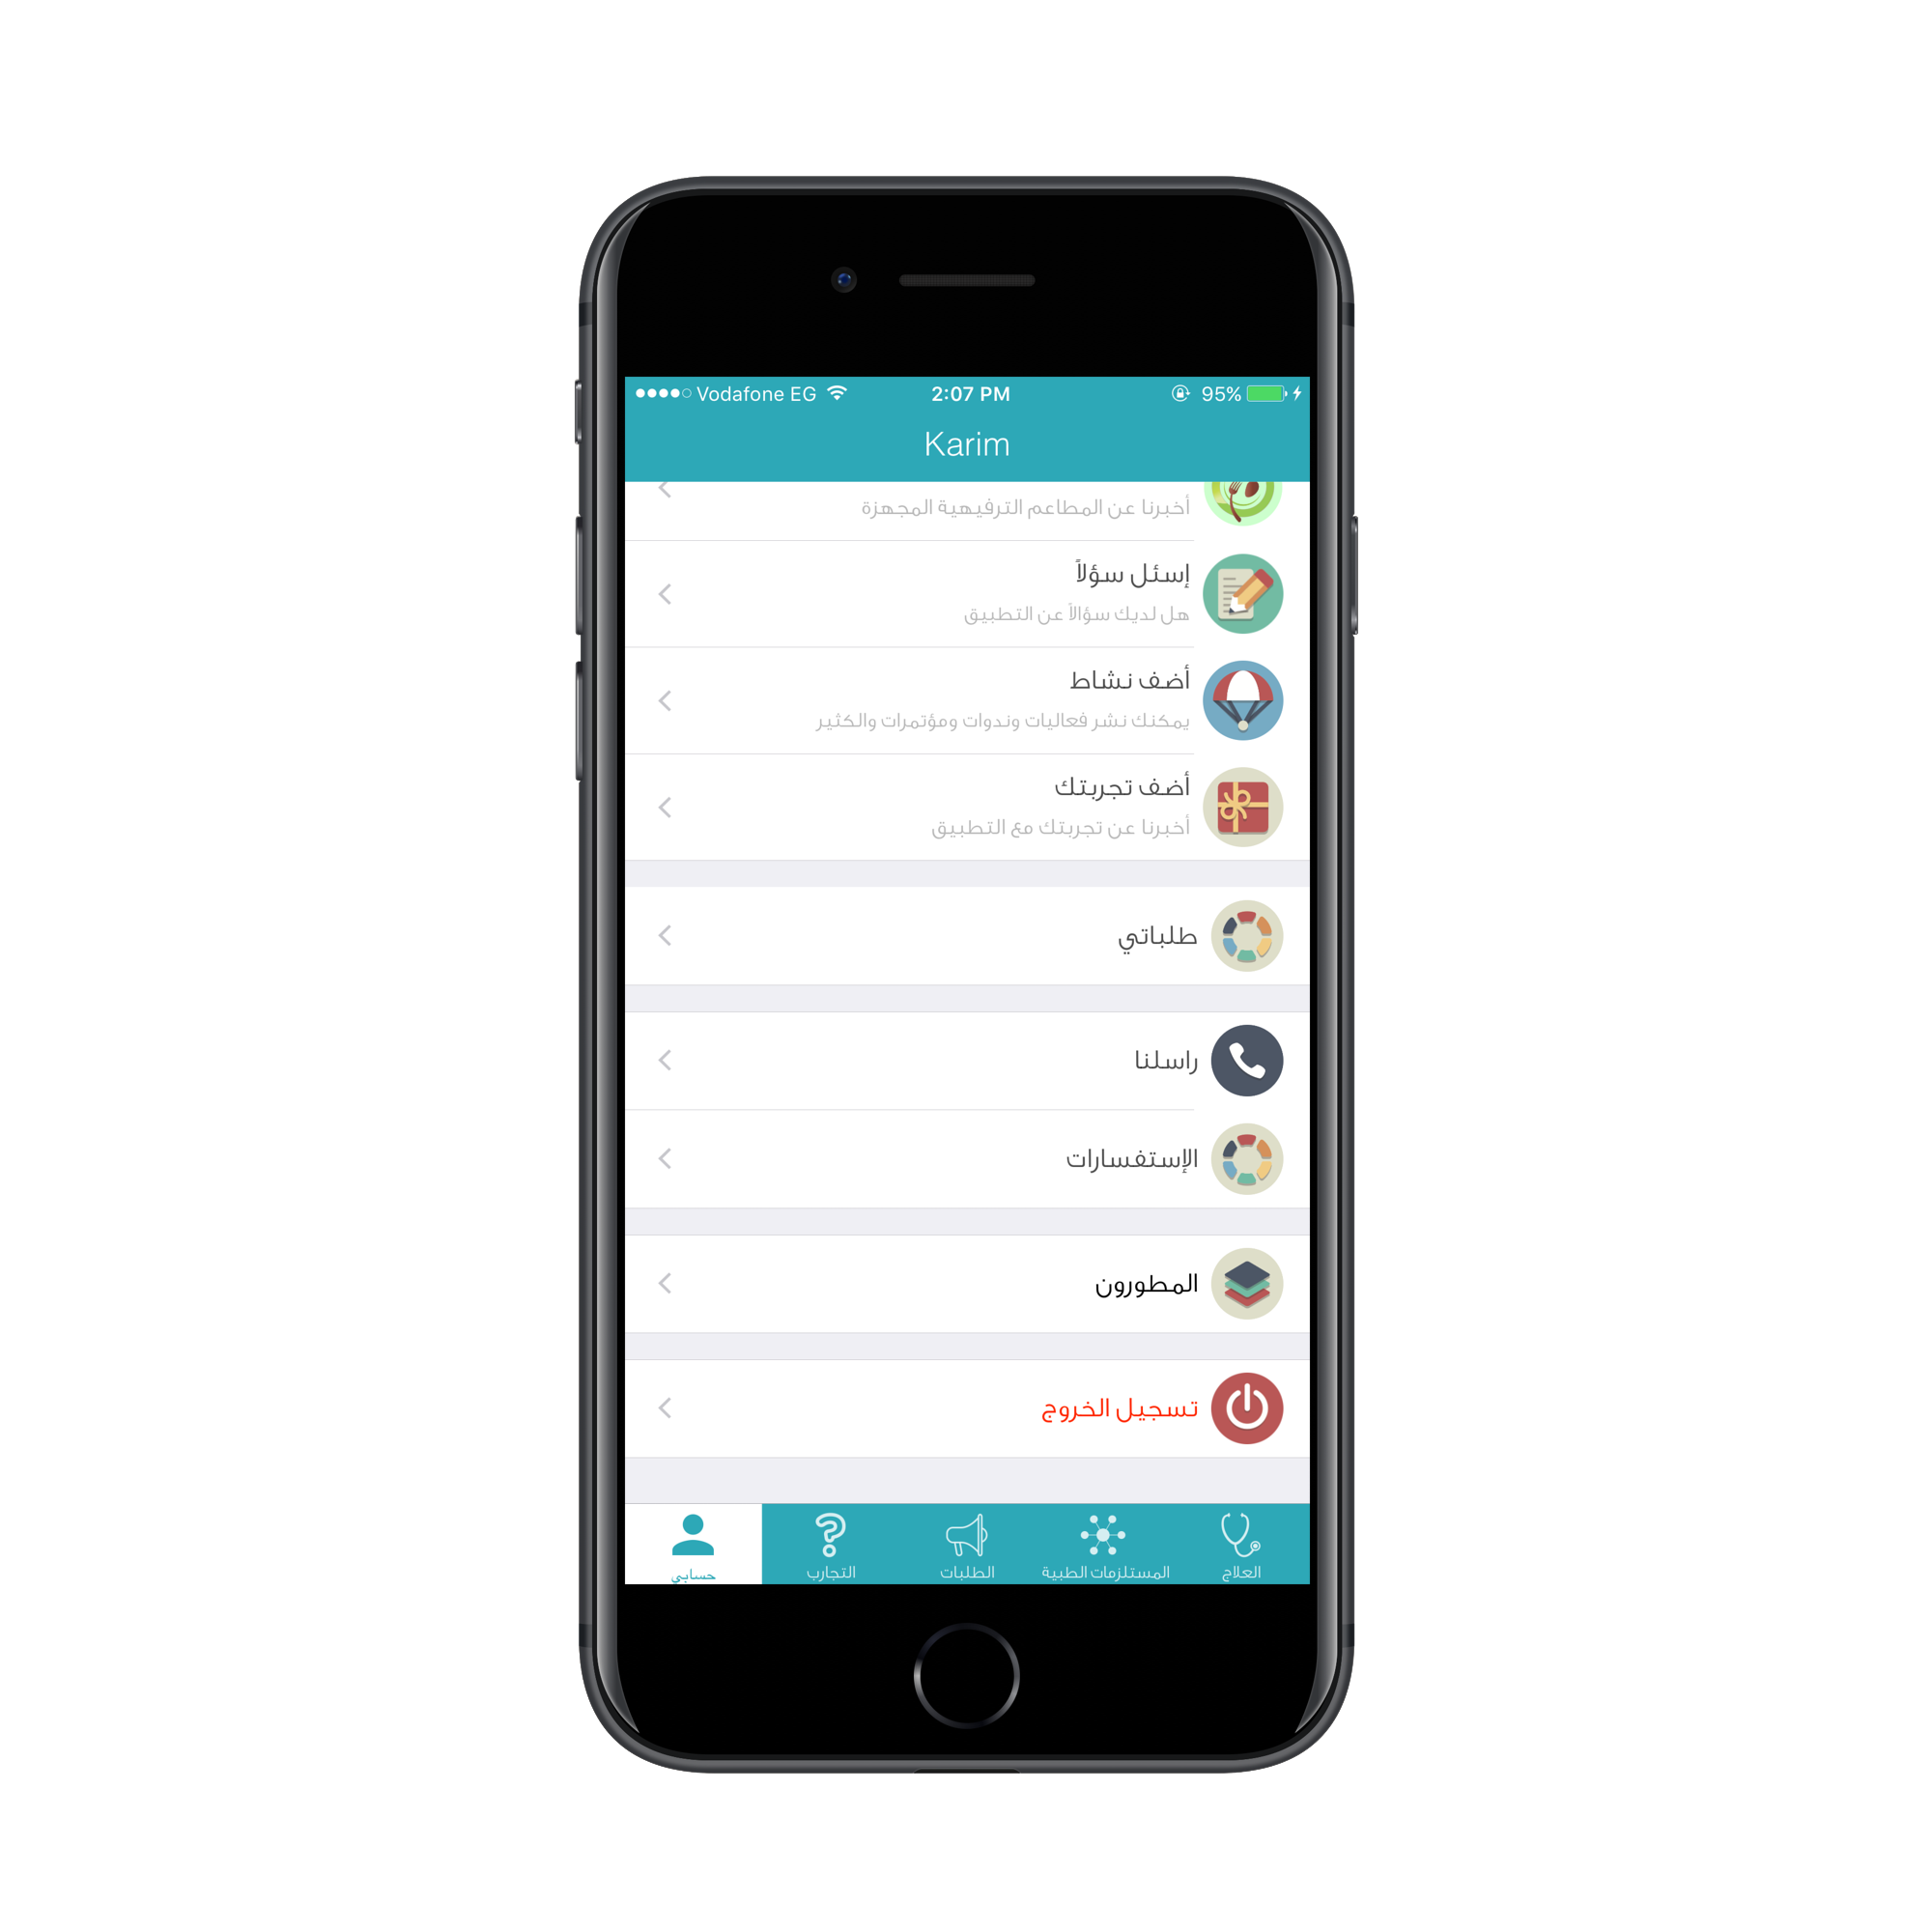 Vodafone EG 2:07 PM 95%
Karim
أخبرنا عن المطاعم الترفيهية المجهزة
إسئل سؤلاً
هل لديك سؤالاً عن التطبيق
أضف نشاط
يمكنك نشر فعاليات وندوات ومؤتمرات والكثير
أضف تجربتك
أخبرنا عن تجربتك مع التطبيق
طلباتي
راسلنا
الإستفسارات
المطورون
تسجيل الخروج
العلاج المستلزمات الطبية الطلبات التجارب حسابي